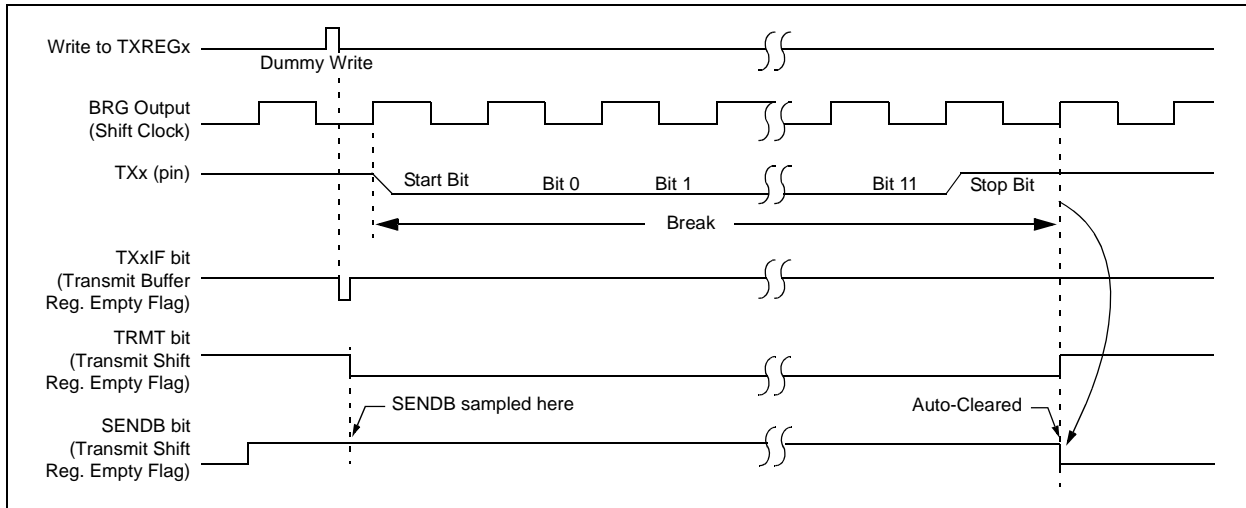 Write to TXREGx
Dummy Write
BRG Output
(Shift Clock)
TXx (pin)
Start Bit
Bit 0
Bit 1
Bit 11
Stop Bit
Break
TXxIF bit
(Transmit Buffer
Reg. Empty Flag)
TRMT bit
(Transmit Shift
Reg. Empty Flag)
SENDB sampled here
Auto-Cleared
SENDB bit
(Transmit Shift
Reg. Empty Flag)